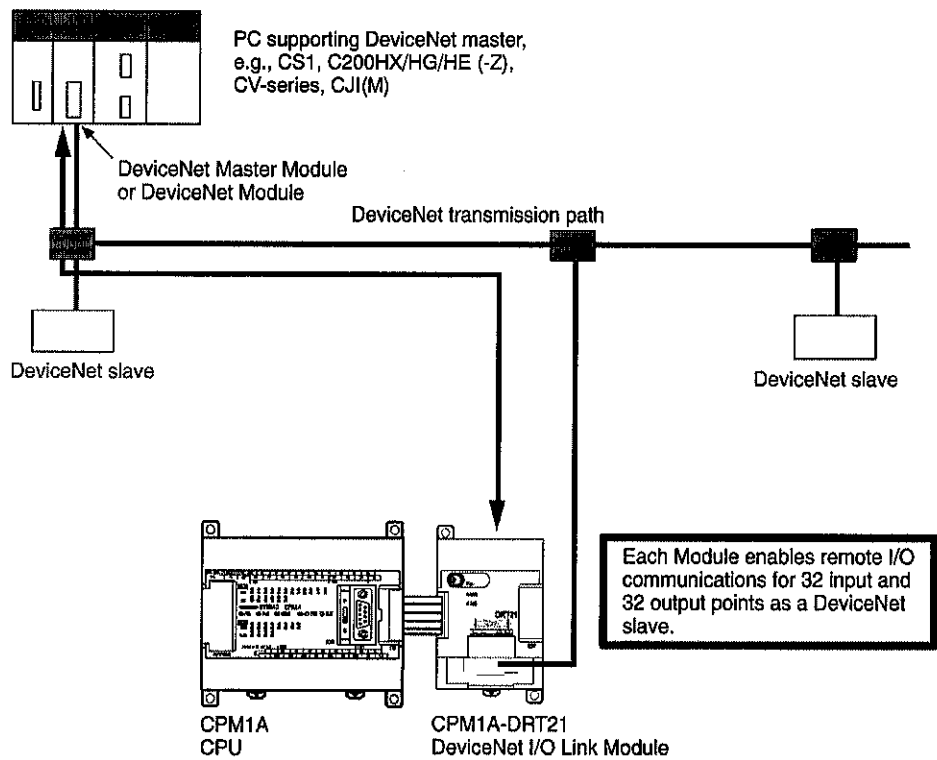 PC supporting DeviceNet master,
e.g., CS1, C200HX/HG/HE (-Z),
CV-series, CJI(M)
DeviceNet Master Module
or DeviceNet Module
DeviceNet transmission path
DeviceNet slave
DeviceNet slave
Each Module enables remote I/O
communications for 32 input and
32 output points as a DeviceNet
slave.
DRT21
CPM1A
CPU
CPM1A-DRT21
DeviceNet I/O Link Module